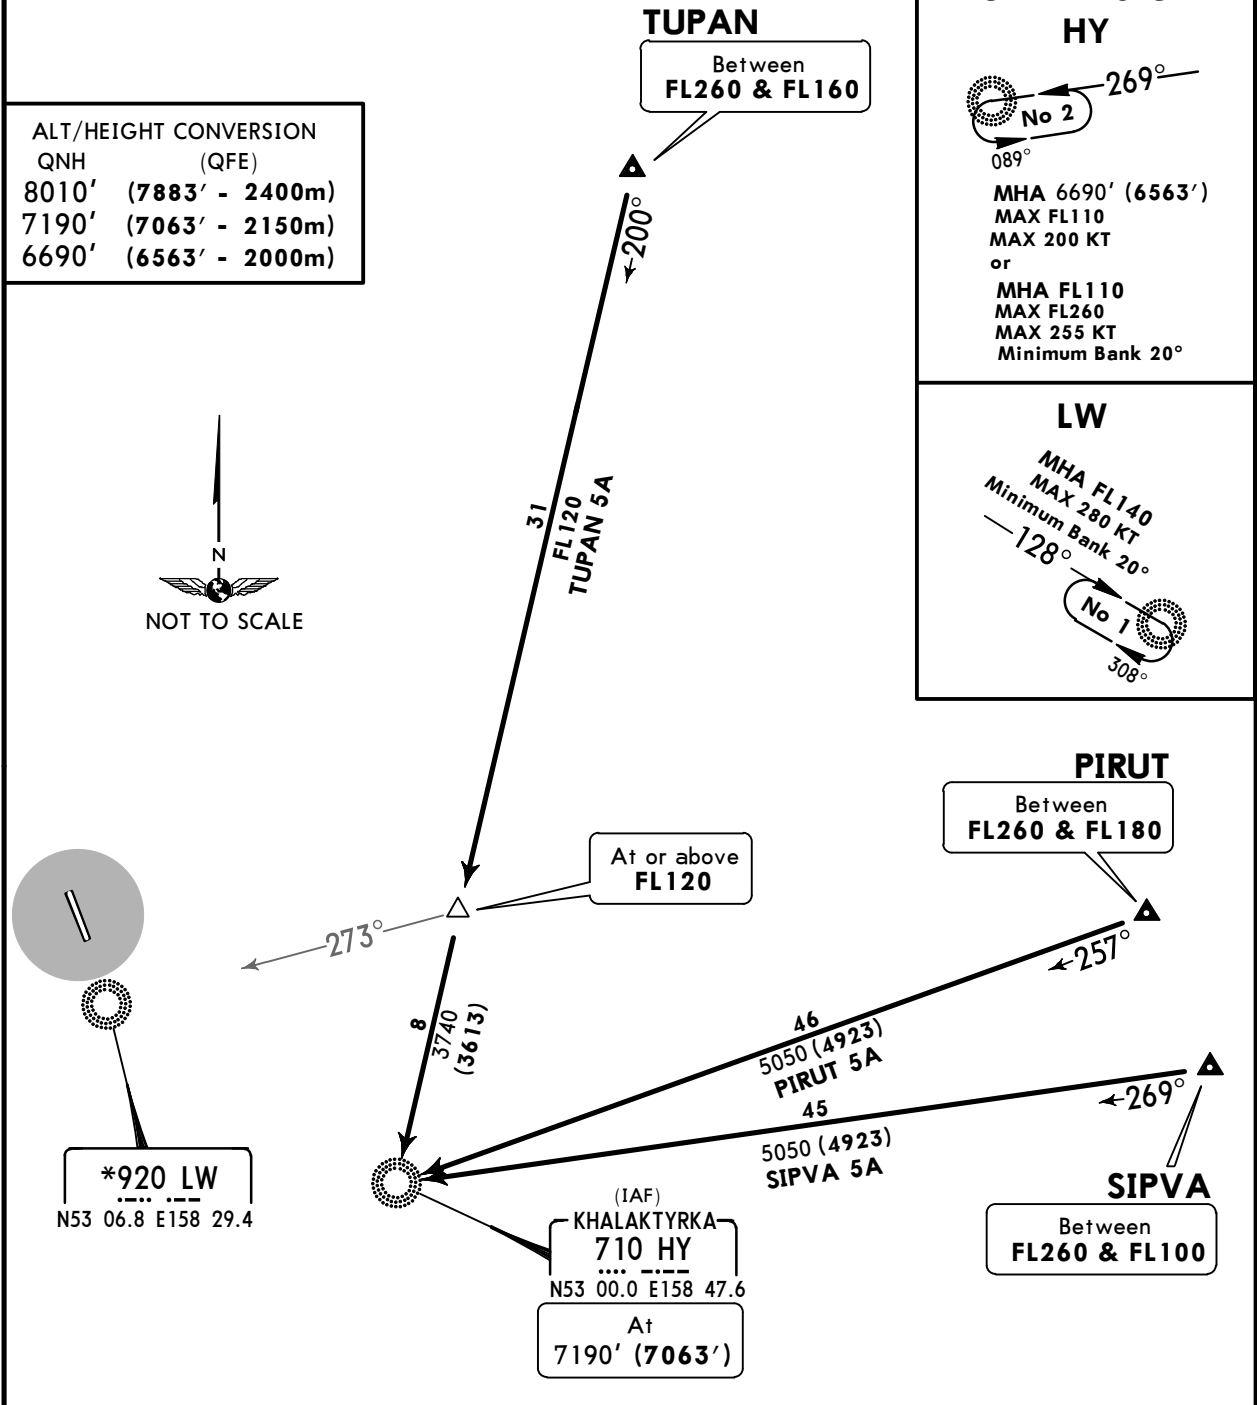 TUPAN
Between
FL260 & FL160
200°
ALT/HEIGHT CONVERSION
QNH (QFE)
8010' (7883' - 2400m)
7190' (7063' - 2150m)
6690' (6563' - 2000m)
HY
269°
No 2
089°
MHA 6690' (6563')
MAX FL110
MAX 200 KT
or
MHA FL110
MAX FL260
MAX 255 KT
Minimum Bank 20°
LW
MHA FL140
MAX 280 KT
Minimum Bank 20°
128°
No 1
308°
N
NOT TO SCALE
31
FL120
TUPAN 5A
PIRUT
Between
FL260 & FL180
257°
At or above
FL120
273°
8
3740
(3613)
46
5050 (4923)
PIRUT 5A
269°
45
5050 (4923)
SIPVA 5A
SIPVA
Between
FL260 & FL100
*920 LW
N53 06.8 E158 29.4
(IAF)
KHALAKTYRKA
710 HY
N53 00.0 E158 47.6
At
7190' (7063')